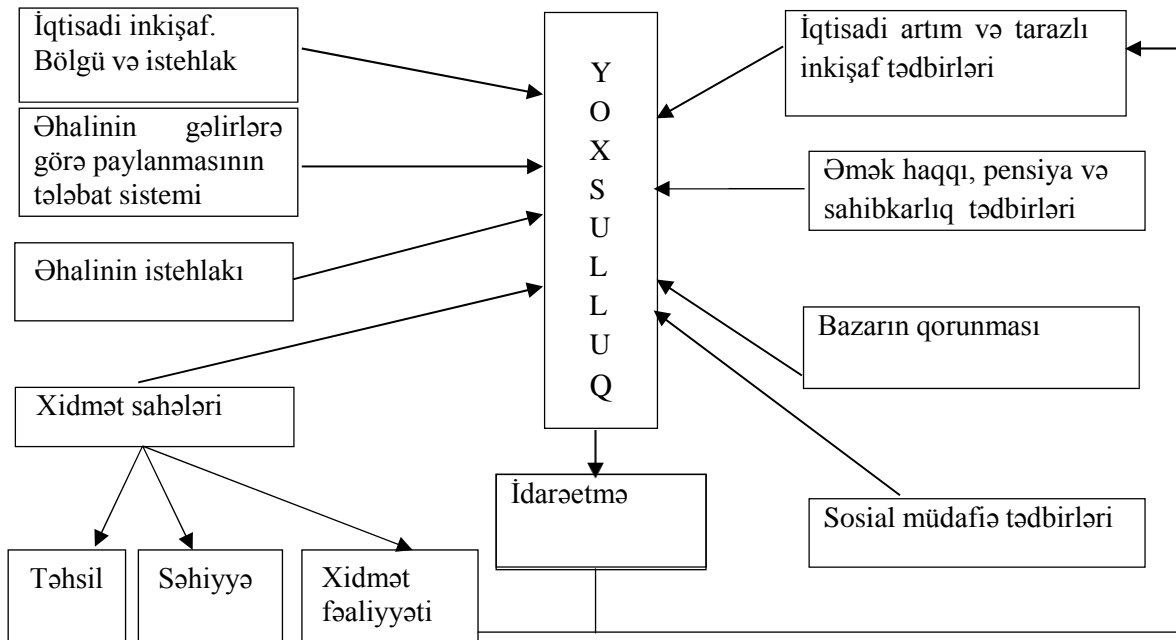 İqtisadi inkişaf.
Bölgü və istehlak
Əhalinin gəlirlərə
görə paylanmasının
tələbat sistemi
Əhalinin istehlakı
Xidmət sahələri
Təhsil
Səhiyyə
Xidmət
fəaliyyəti
Y
O
X
S
U
L
L
U
Q
İdarəetmə
İqtisadi artım və tarazlı
inkişaf tədbirləri
Əmək haqqı, pensiya və
sahibkarlıq tədbirləri
Bazarın qorunması
Sosial müdafiə tədbirləri